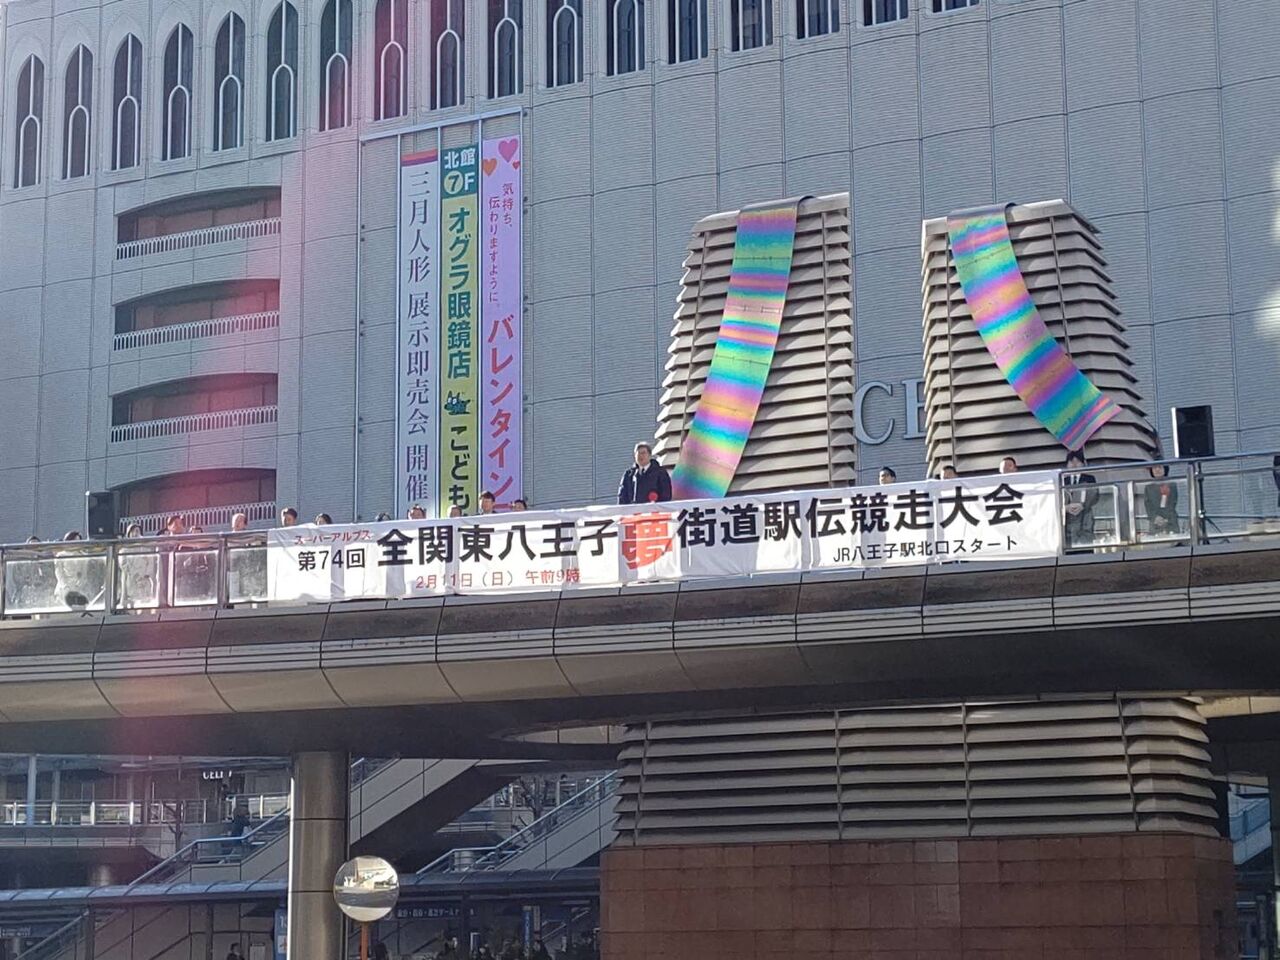 三月人形 展示即売会 開催
北館
7F
オグラ眼鏡店
こども
気持ち、
伝わりますように。
バレンタイン
CEL
スーパーアルプス
第74回 全関東八王子夢街道駅伝競走大会
2月11日（日）午前9時
JR八王子駅北口スタート